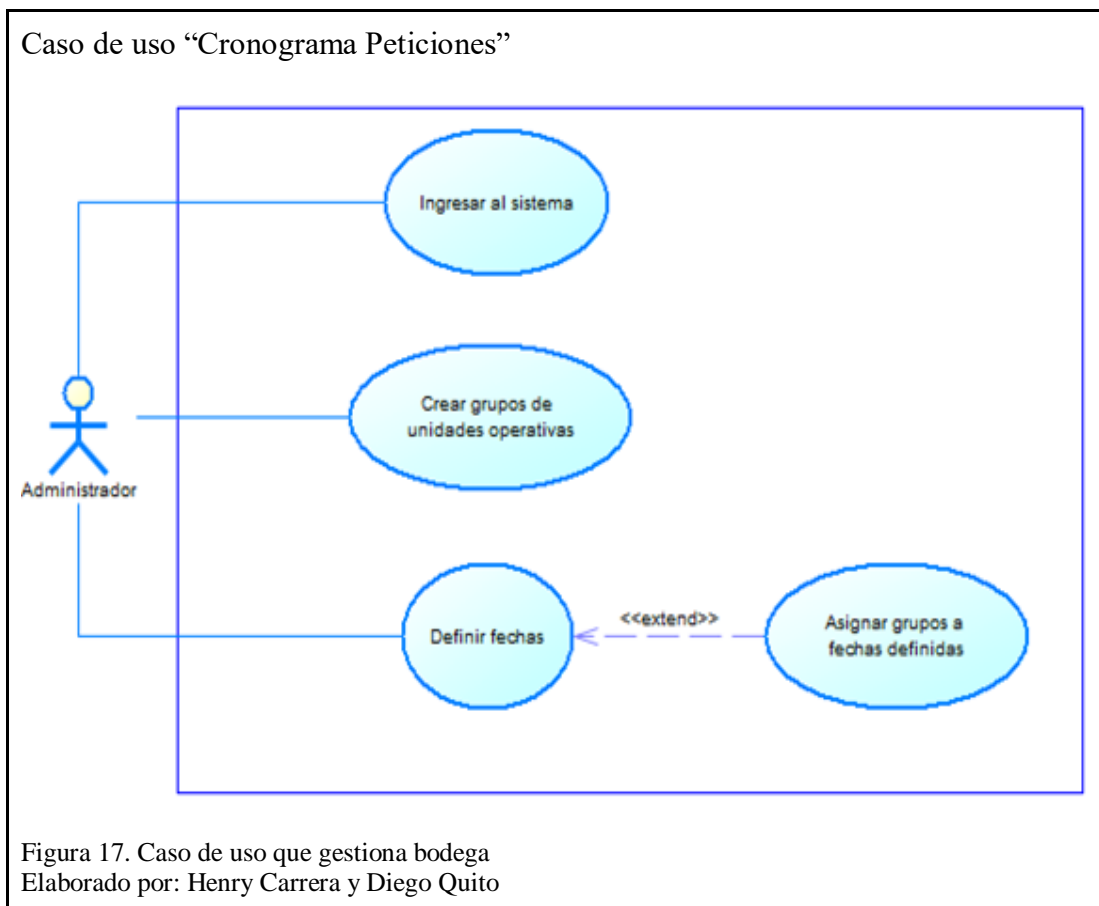 Caso de uso “Cronograma Peticiones”
Ingresar al sistema
Crear grupos de
unidades operativas
Administrador
Definir fechas
<<extend>>
Asignar grupos a
fechas definidas
Figura 17. Caso de uso que gestiona bodega
Elaborado por: Henry Carrera y Diego Quito